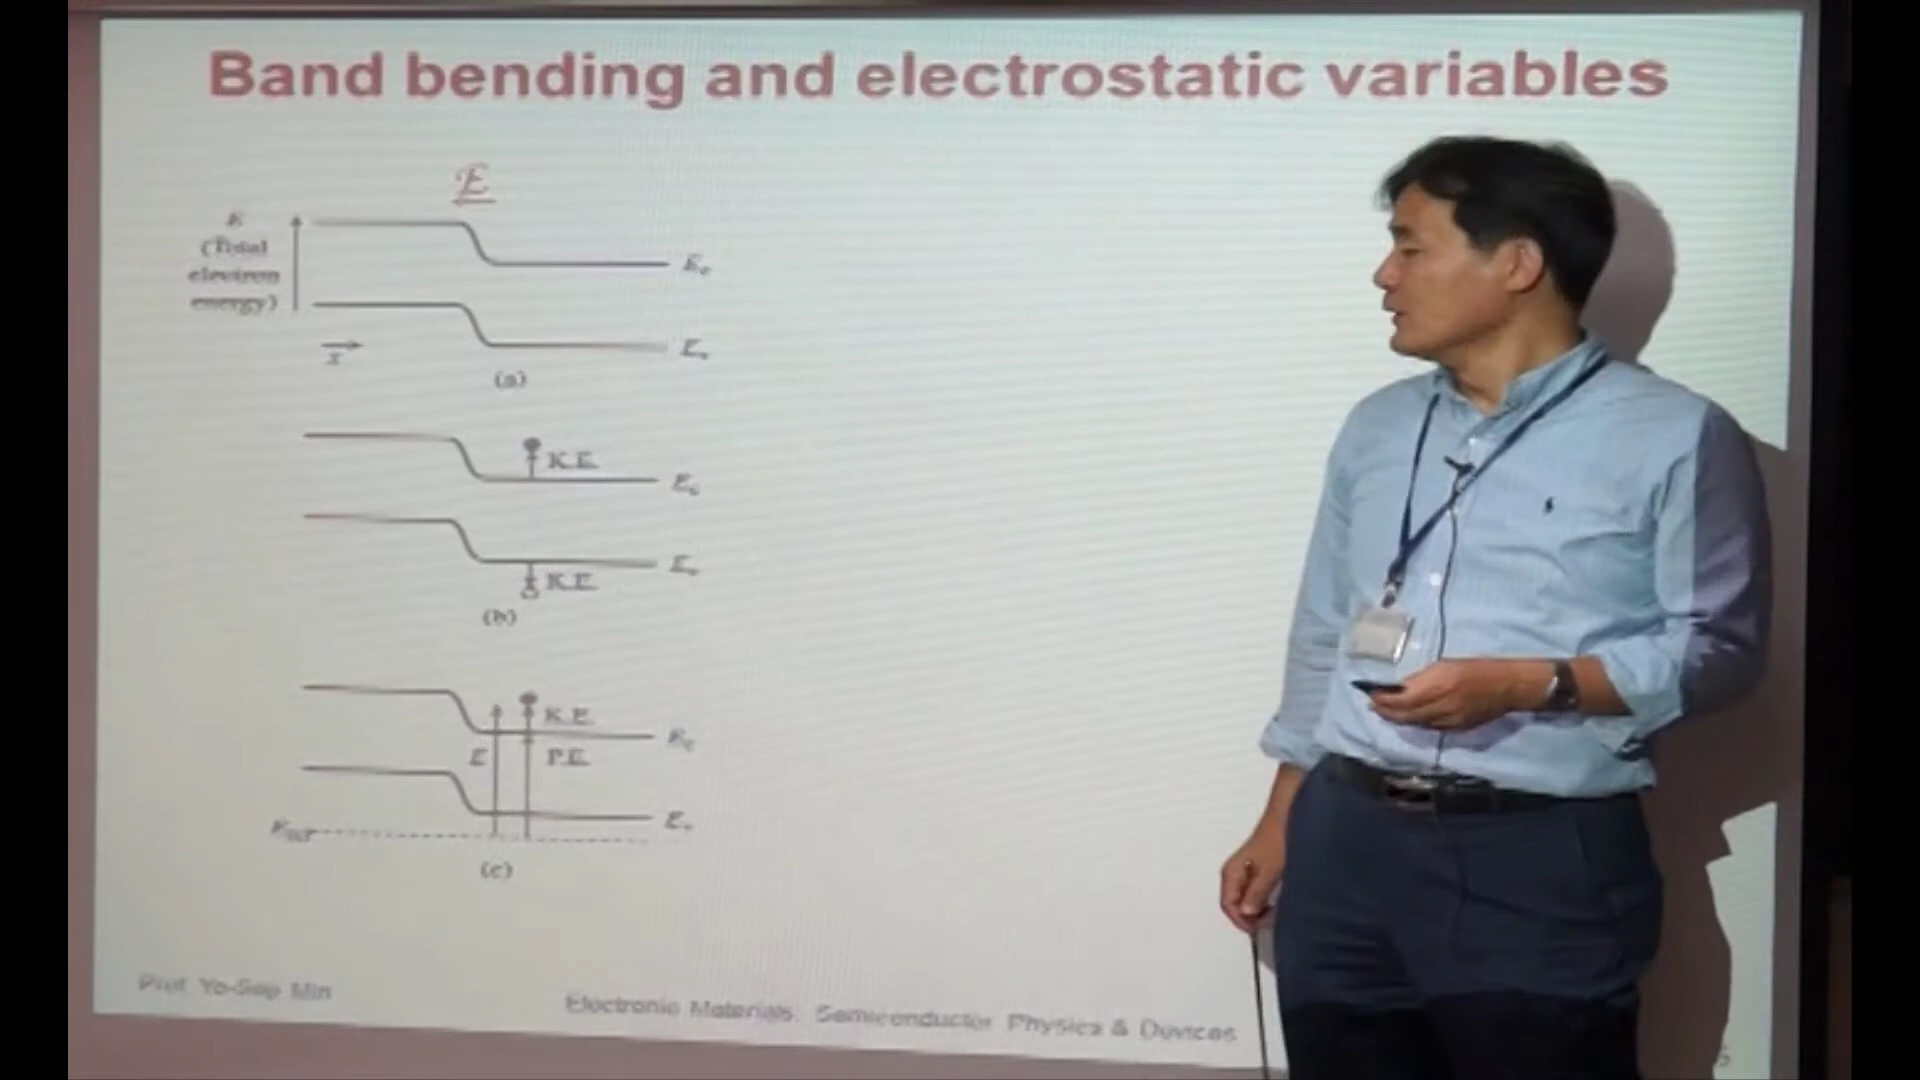 Band bending and electrostatic variables
E
E
(Total
electron
energy)
Ec
x
Ev
(a)
K.E.
Ec
Ev
K.E.
(b)
K.E.
Ec
E
P.E.
Ev
Eref
(c)
Prof. Yo-Sep Min
Electronic Materials: Semiconductor Physics & Devices